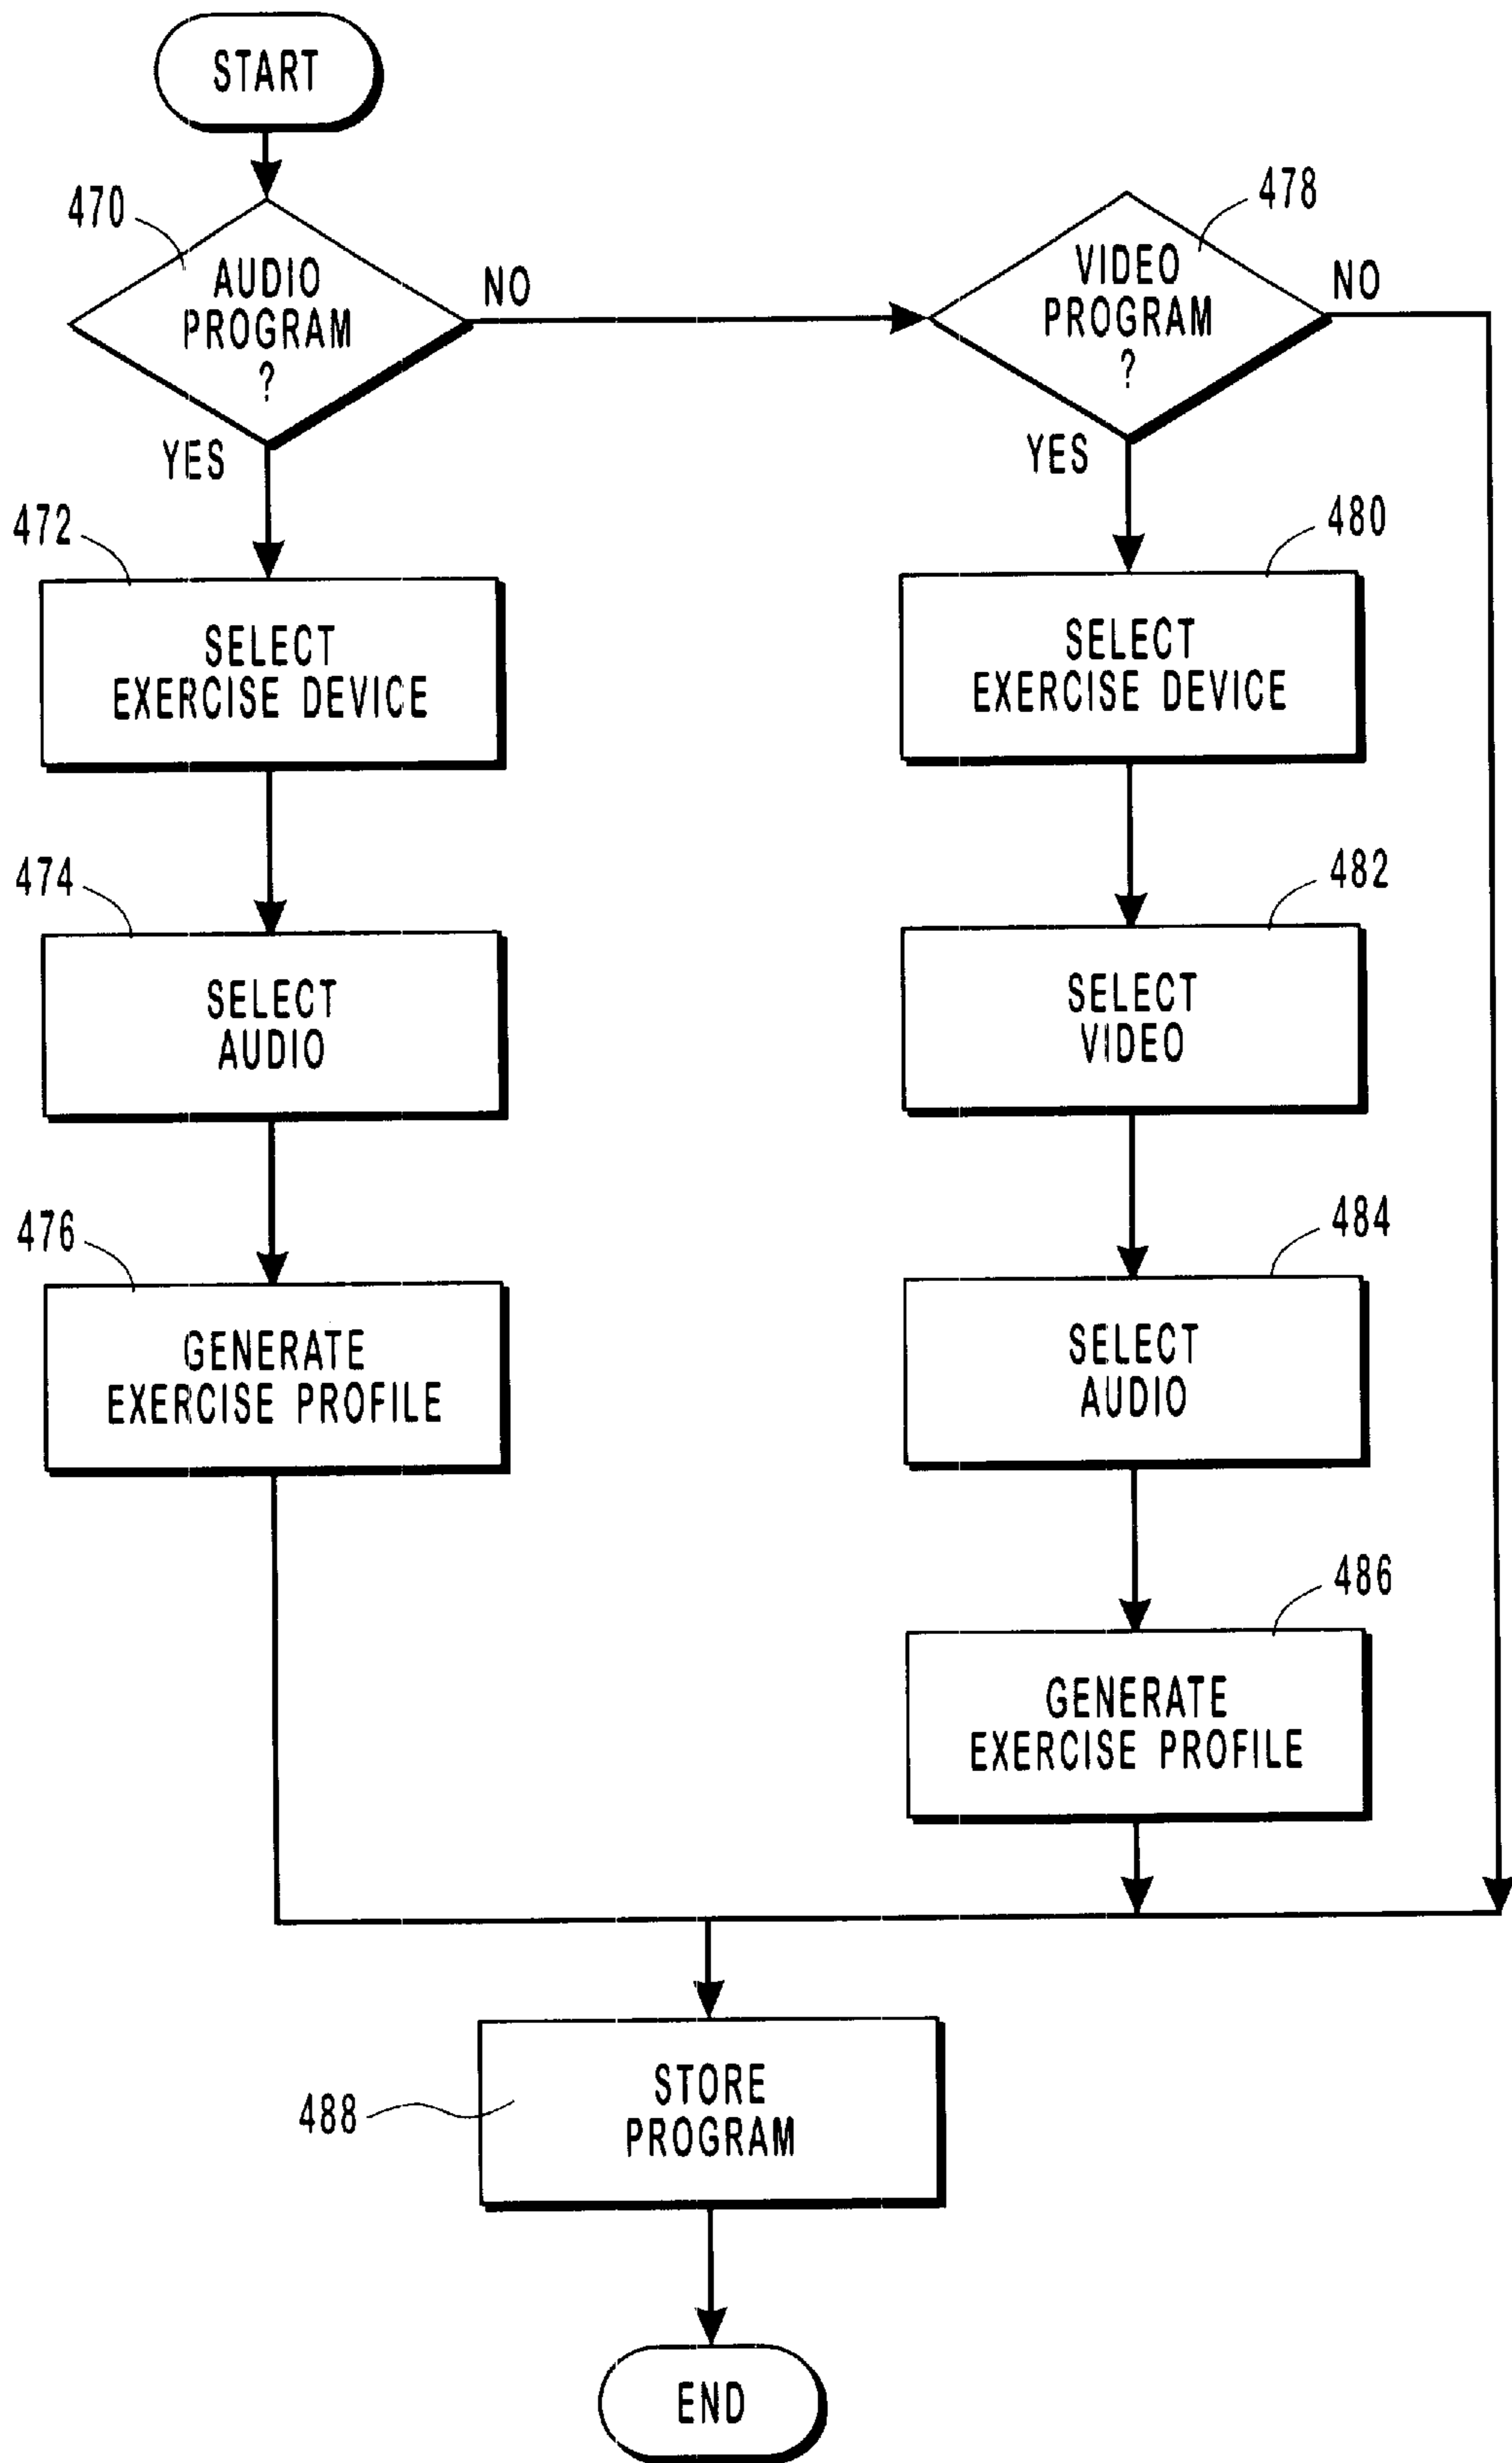 START
470
AUDIO
PROGRAM
?
NO
YES
478
VIDEO
PROGRAM
?
NO
YES
472
SELECT
EXERCISE DEVICE
480
SELECT
EXERCISE DEVICE
474
SELECT
AUDIO
482
SELECT
VIDEO
476
GENERATE
EXERCISE PROFILE
484
SELECT
AUDIO
486
GENERATE
EXERCISE PROFILE
488
STORE
PROGRAM
END